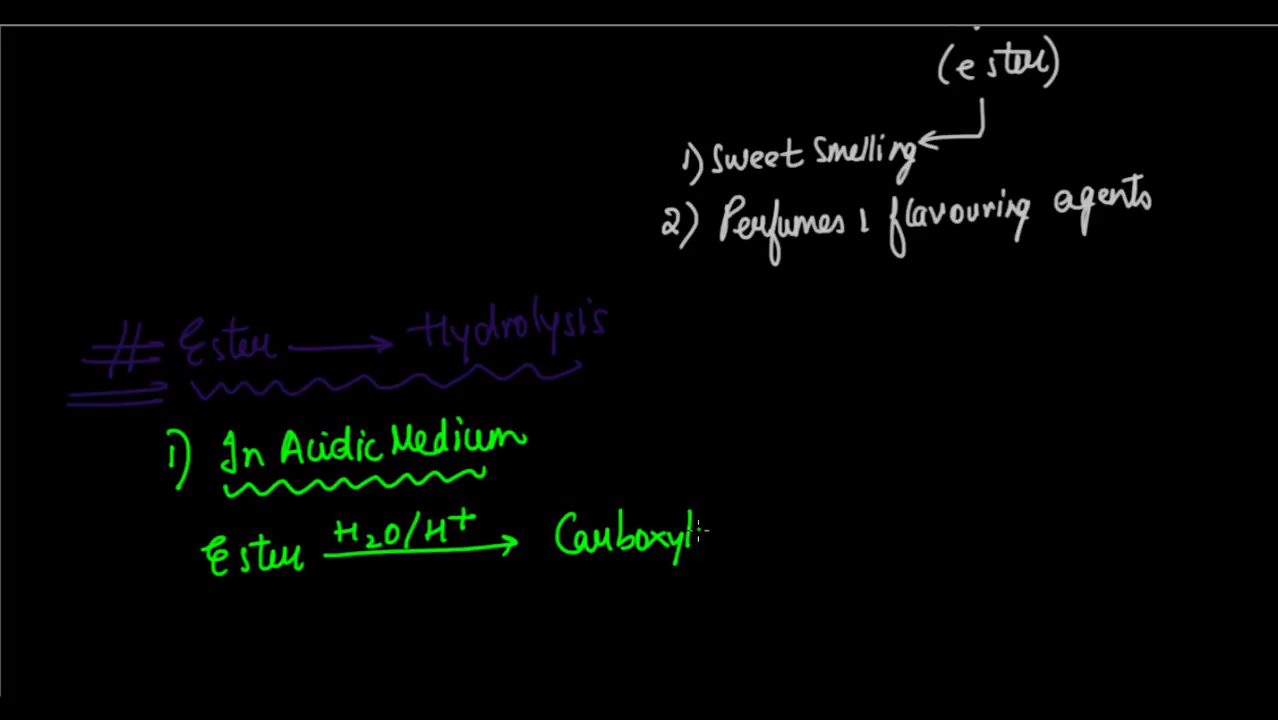 (ester)
1) Sweet Smelling
2) Perfumes, flavouring agents
# Ester → Hydrolysis
1) In Acidic Medium
Ester H2O/H+ → Carboxyl